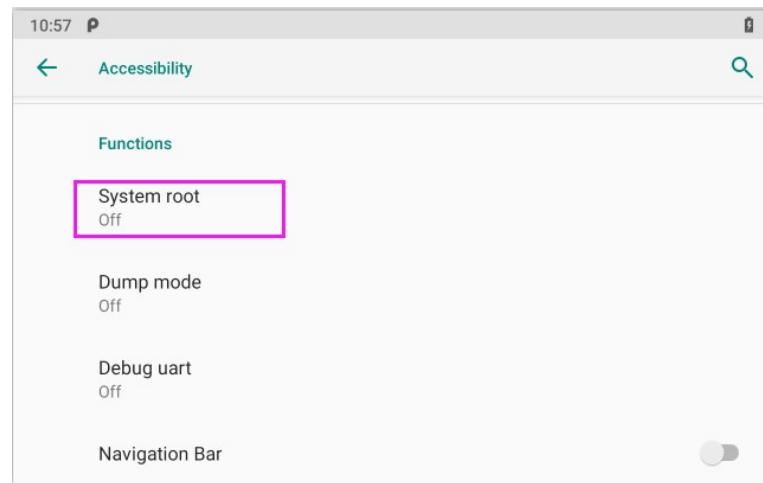 10:57
Accessibility
Functions
System root
Off
Dump mode
Off
Debug uart
Off
Navigation Bar